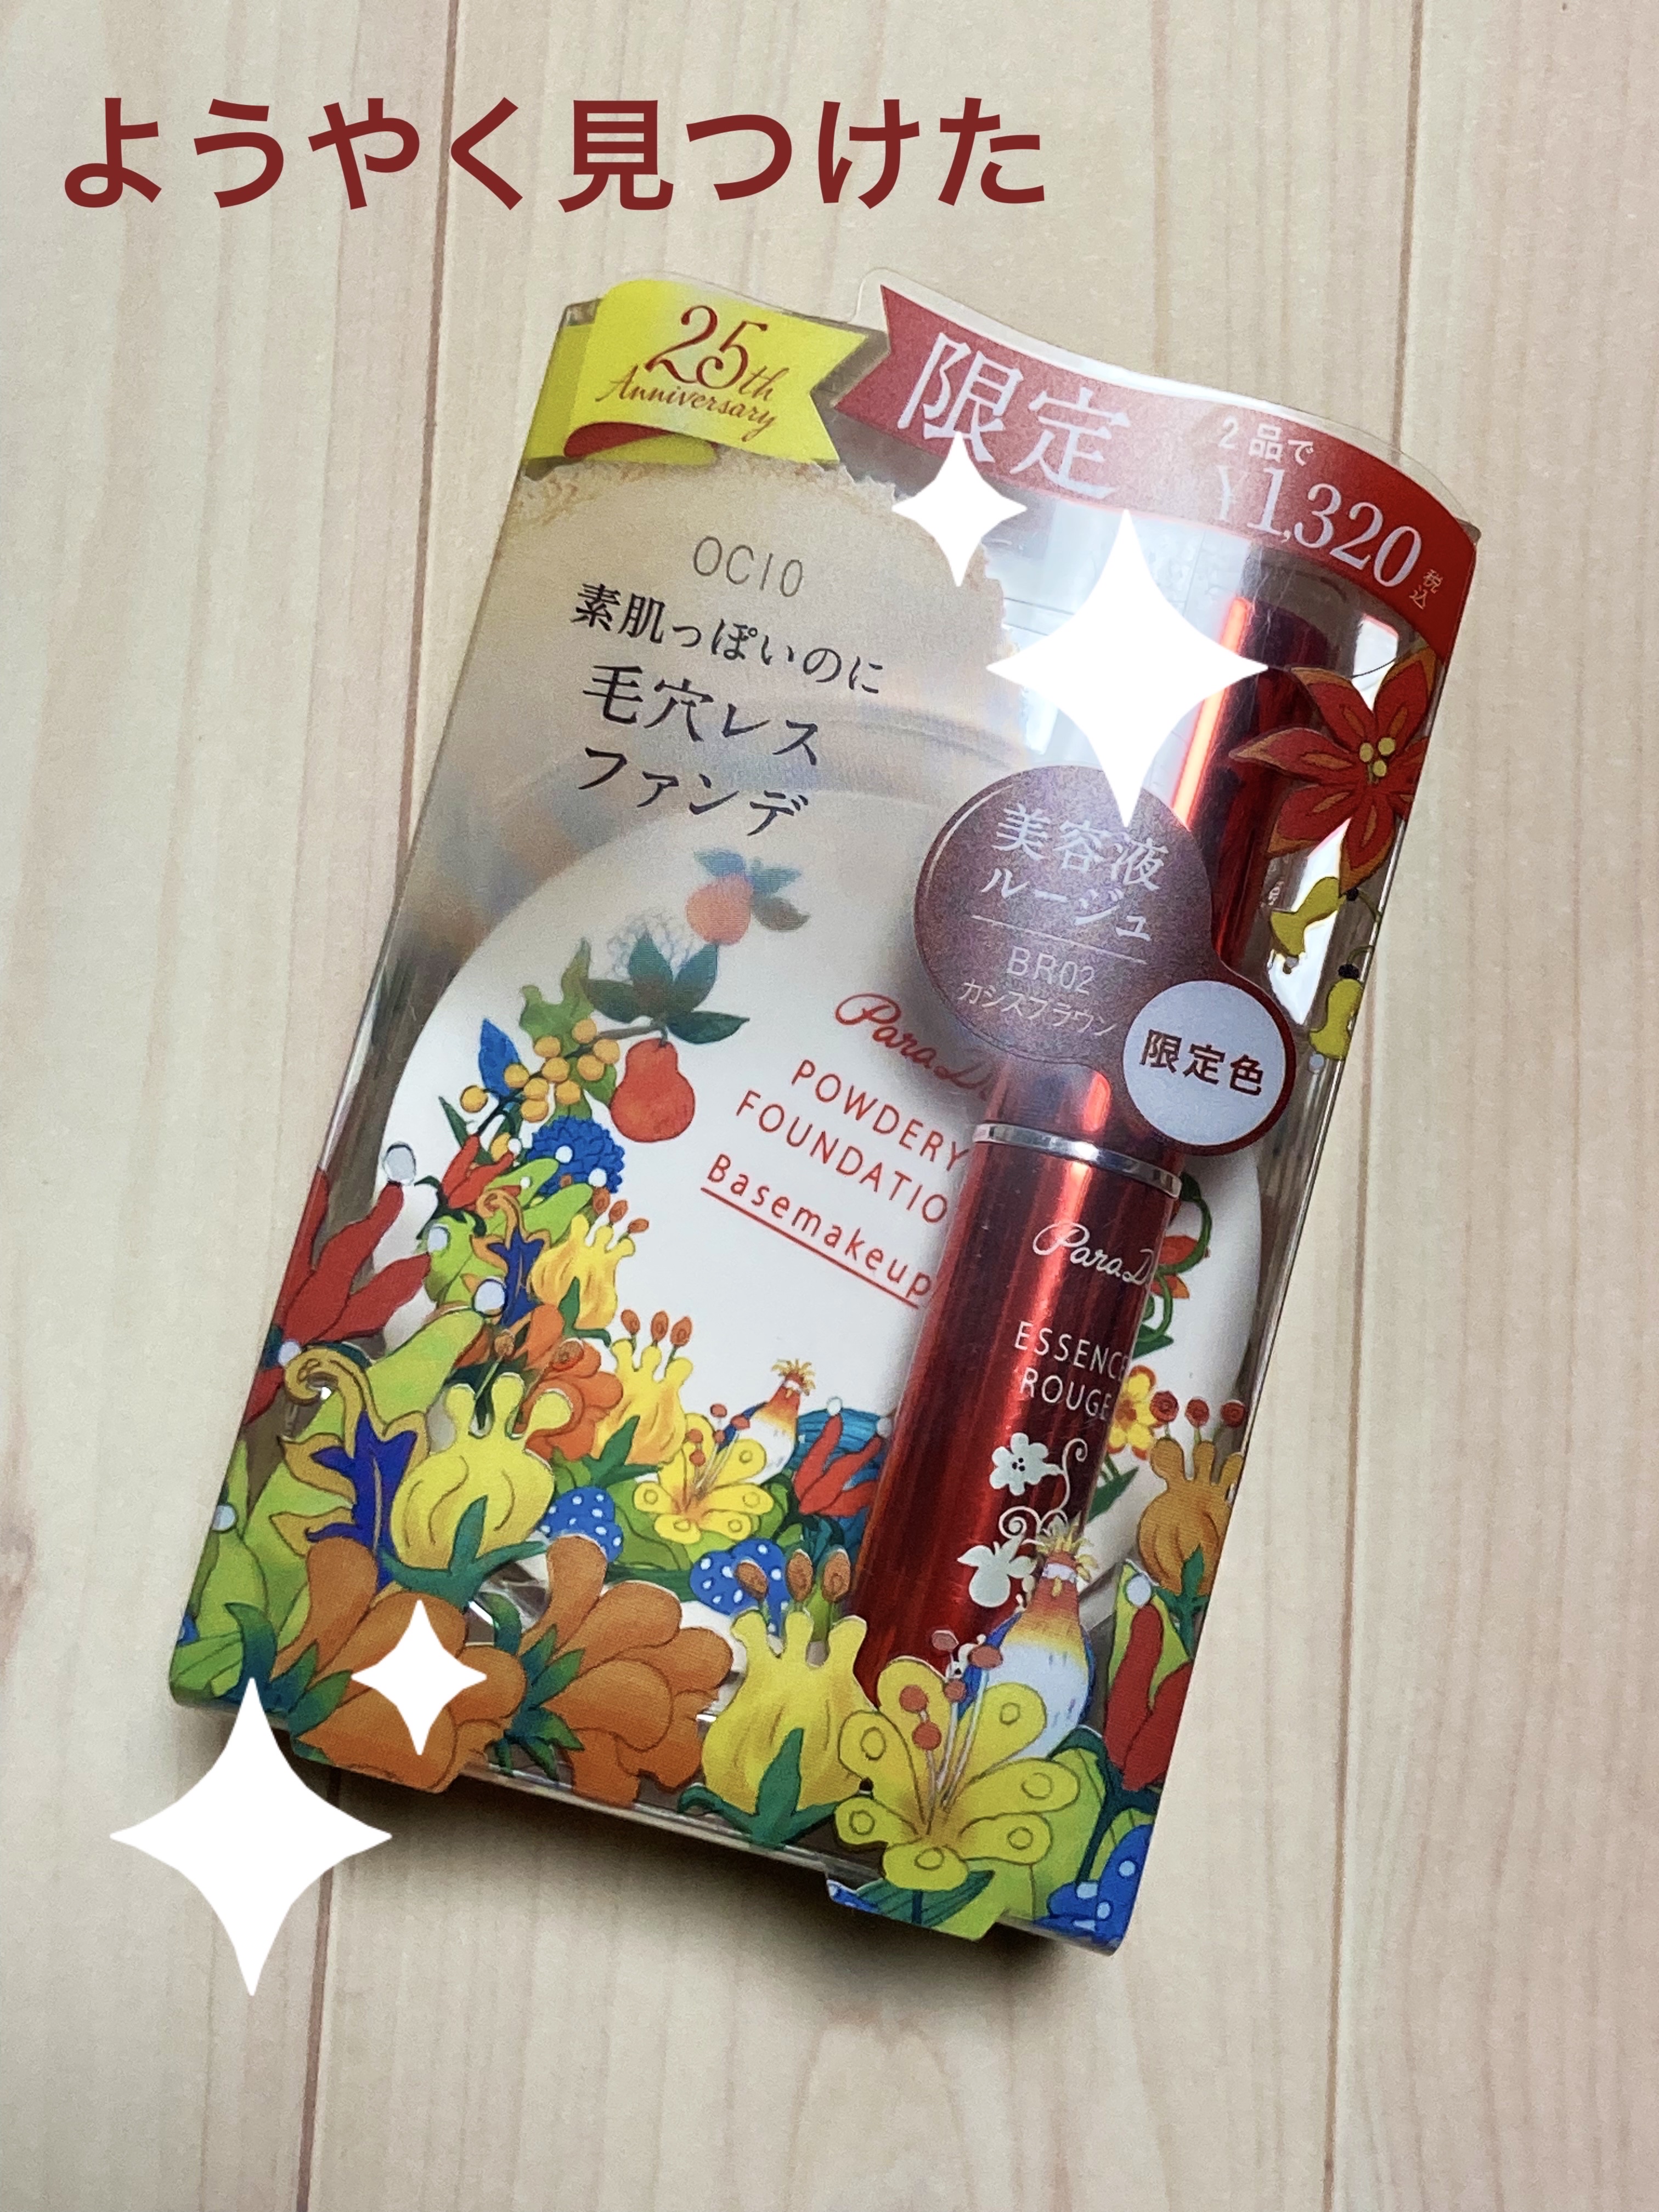 ようやく見つけた
25th
Anniversary
限定
2品で
¥1,320
税込
OC10
素肌っぽいのに
毛穴レス
ファンデ
美容液
ルージュ
BR02
カシスブラウン
限定色
Para D
POWDERY
FOUNDATIO
Basemakeup
Para D
ESSENCE
ROUGE